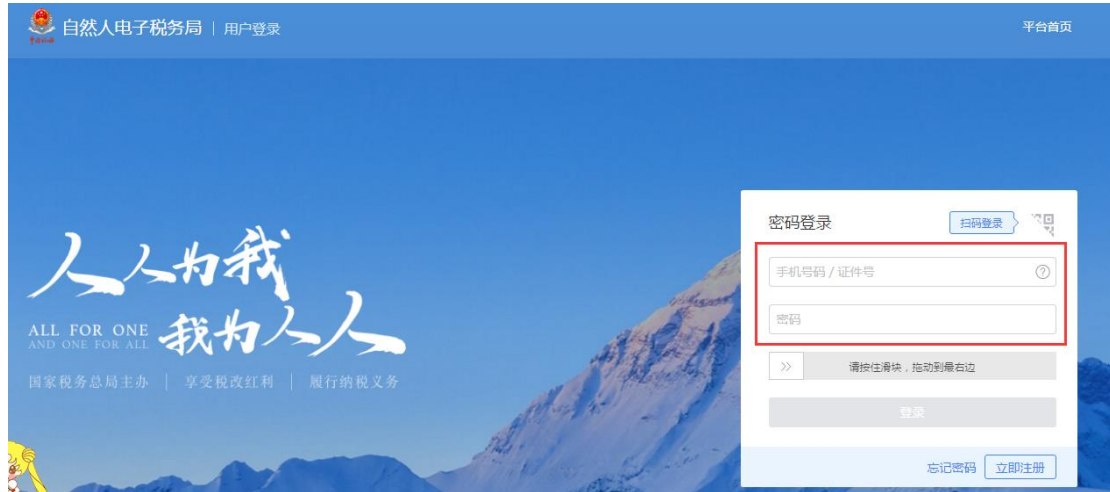 自然人电子税务局 | 用户登录
平台首页
密码登录
扫码登录
手机号码 / 证件号
密码
请按住滑块，拖动到最右边
登录
忘记密码
立即注册
人人为我
ALL FOR ONE
AND ONE FOR ALL
我为人人
国家税务总局主办 | 享受税改红利 | 履行纳税义务